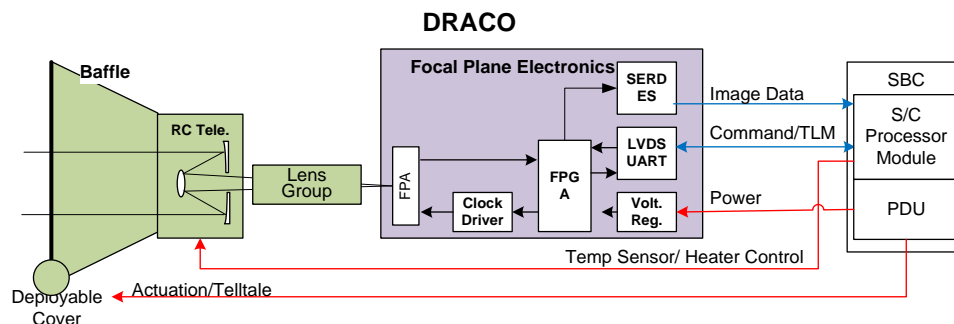 DRACO
Baffle
Focal Plane Electronics
RC Tele.
Lens
Group
FPA
Clock
Driver
FPG
A
SERD
ES
LVDS
UART
Volt.
Reg.
Image Data
Command/TLM
Power
SBC
S/C
Processor
Module
PDU
Temp Sensor/ Heater Control
Actuation/Telltale
Deployable
Cover